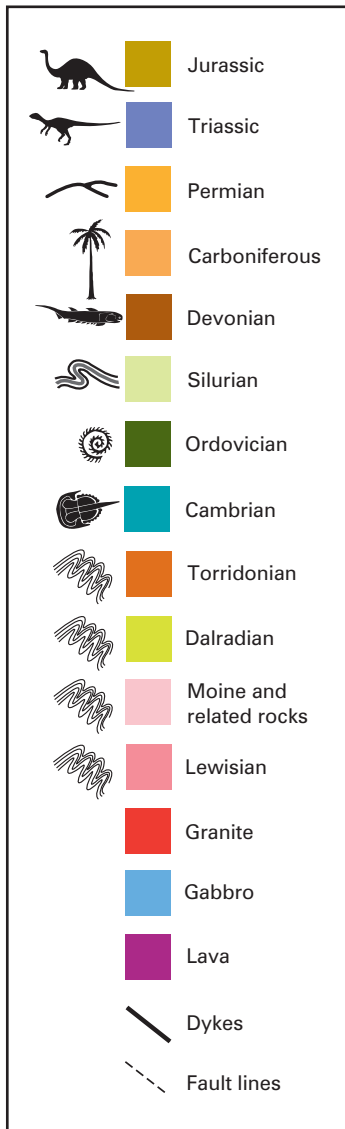 Jurassic
Triassic
Permian
Carboniferous
Devonian
Silurian
Ordovician
Cambrian
Torridonian
Dalradian
Moine and
related rocks
Lewisian
Granite
Gabbro
Lava
Dykes
Fault lines